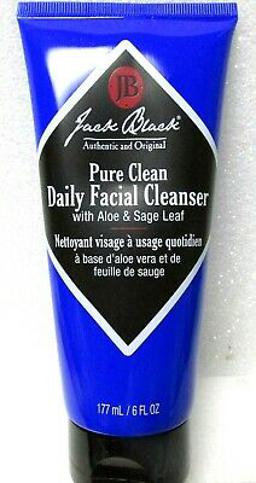 JB
Jack Black®
Authentic and Original
Pure Clean
Daily Facial Cleanser
with Aloe & Sage Leaf
Nettoyant visage à usage quotidien
à base d'aloe vera et de
feuille de sauge
177 mL / 6 FL OZ